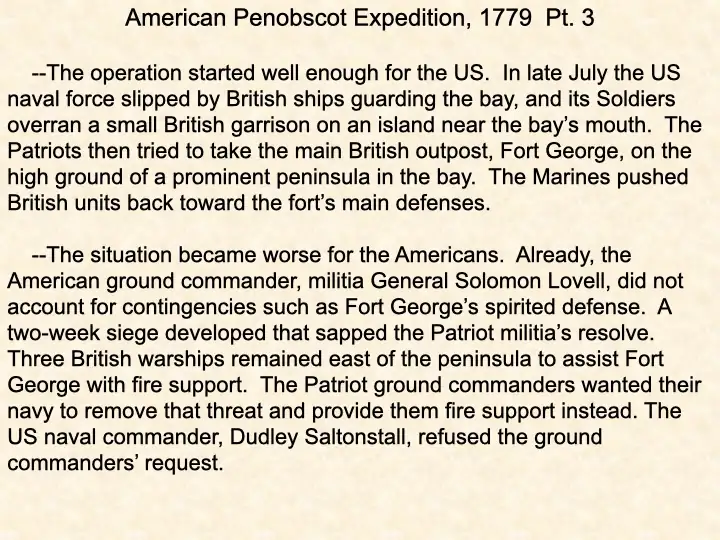 American Penobscot Expedition, 1779  Pt. 3
--The operation started well enough for the US.  In late July the US
naval force slipped by British ships guarding the bay, and its Soldiers
overran a small British garrison on an island near the bay’s mouth.  The
Patriots then tried to take the main British outpost, Fort George, on the
high ground of a prominent peninsula in the bay.  The Marines pushed
British units back toward the fort’s main defenses.
--The situation became worse for the Americans.  Already, the
American ground commander, militia General Solomon Lovell, did not
account for contingencies such as Fort George’s spirited defense.  A
two-week siege developed that sapped the Patriot militia’s resolve.
Three British warships remained east of the peninsula to assist Fort
George with fire support.  The Patriot ground commanders wanted their
navy to remove that threat and provide them fire support instead. The
US naval commander, Dudley Saltonstall, refused the ground
commanders’ request.